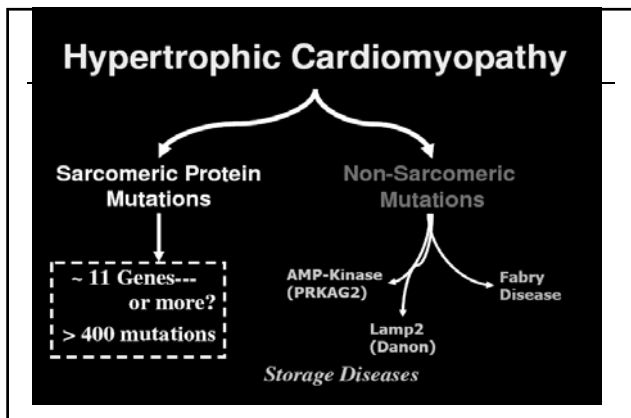 Hypertrophic Cardiomyopathy
Sarcomeric Protein
Mutations
~ 11 Genes---
or more?
> 400 mutations
Non-Sarcomeric
Mutations
AMP-Kinase
(PRKAG2)
Lamp2
(Danon)
Fabry
Disease
Storage Diseases